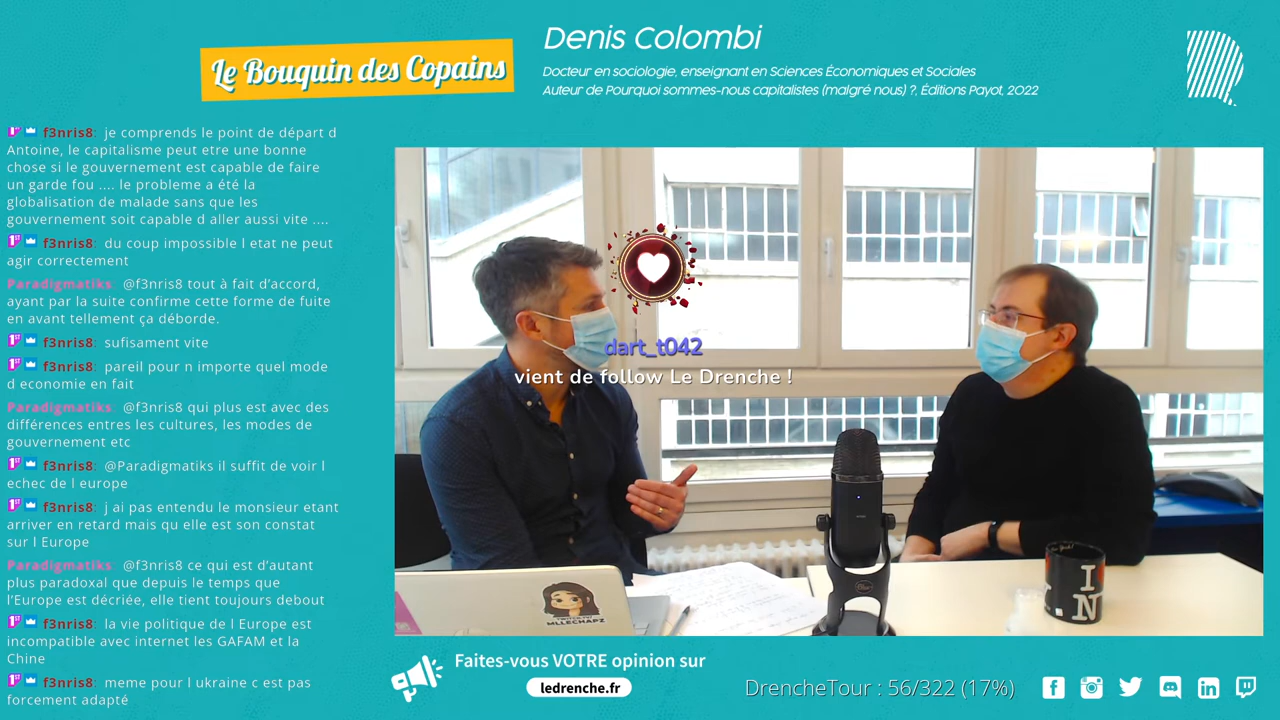 Le Bouquin des Copains
Denis Colombi
Docteur en sociologie, enseignant en Sciences Économiques et Sociales
Auteur de Pourquoi sommes-nous capitalistes (malgré nous) ?, Éditions Payot, 2022
f3nris8: je comprends le point de départ d
Antoine, le capitalisme peut etre une bonne
chose si le gouvernement est capable de faire
un garde fou .... le probleme a été la
globalisation de malade sans que les
gouvernement soit capable d aller aussi vite ....
f3nris8: du coup impossible l etat ne peut
agir correctement
Paradigmatiks: @f3nris8 tout à fait d’accord,
ayant par la suite confirme cette forme de fuite
en avant tellement ça déborde.
f3nris8: sufisament vite
f3nris8: pareil pour n importe quel mode
d economie en fait
Paradigmatiks: @f3nris8 qui plus est avec des
différences entres les cultures, les modes de
gouvernement etc
f3nris8: @Paradigmatiks il suffit de voir l
echec de l europe
f3nris8: j ai pas entendu le monsieur etant
arriver en retard mais qu elle est son constat
sur l Europe
Paradigmatiks: @f3nris8 ce qui est d’autant
plus paradoxal que depuis le temps que
l’Europe est décriée, elle tient toujours debout
f3nris8: la vie politique de l Europe est
incompatible avec internet les GAFAM et la
Chine
f3nris8: meme pour l ukraine c est pas
forcement adapté
dart_t042
vient de follow Le Drenche !
MLLECHAPZ
I
N
Faites-vous VOTRE opinion sur
ledrenche.fr
DrencheTour : 56/322 (17%)